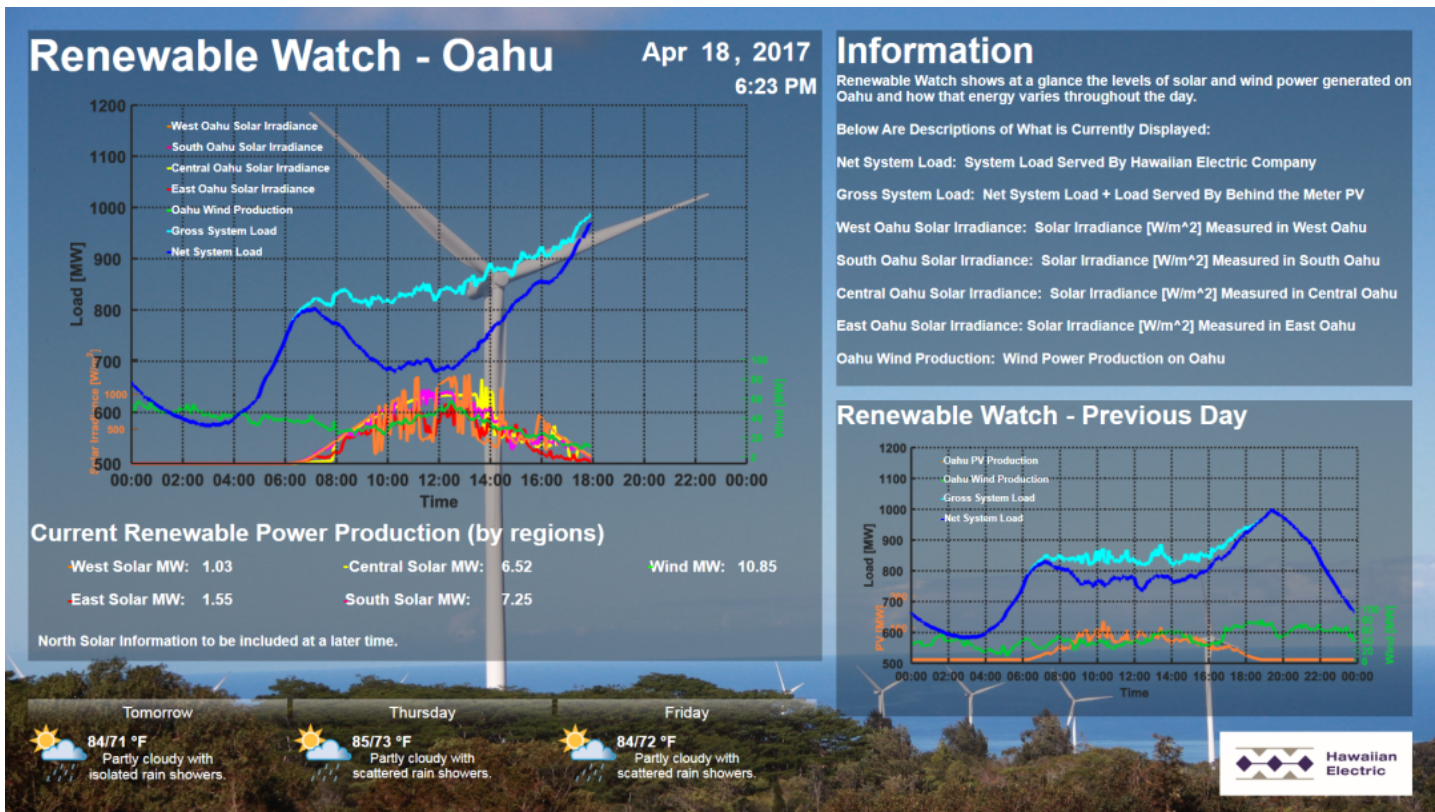 Renewable Watch - Oahu
Apr 18, 2017
6:23 PM
1200
1100
1000
900
800
700
600
500
Load [MW]
West Oahu Solar Irradiance
South Oahu Solar Irradiance
Central Oahu Solar Irradiance
East Oahu Solar Irradiance
Oahu Wind Production
Gross System Load
Net System Load
Solar Irradiance [W/m²]
1000
500
Wind [MW]
00:00 02:00 04:00 06:00 08:00 10:00 12:00 14:00 16:00 18:00 20:00 22:00 00:00
Time
Current Renewable Power Production (by regions)
West Solar MW: 1.03
Central Solar MW: 6.52
Wind MW: 10.85
East Solar MW: 1.55
South Solar MW: 7.25
North Solar Information to be included at a later time.
Information
Renewable Watch shows at a glance the levels of solar and wind power generated on
Oahu and how that energy varies throughout the day.
Below Are Descriptions of What is Currently Displayed:
Net System Load: System Load Served By Hawaiian Electric Company
Gross System Load: Net System Load + Load Served By Behind the Meter PV
West Oahu Solar Irradiance: Solar Irradiance [W/m^2] Measured in West Oahu
South Oahu Solar Irradiance: Solar Irradiance [W/m^2] Measured in South Oahu
Central Oahu Solar Irradiance: Solar Irradiance [W/m^2] Measured in Central Oahu
East Oahu Solar Irradiance: Solar Irradiance [W/m^2] Measured in East Oahu
Oahu Wind Production: Wind Power Production on Oahu
Renewable Watch - Previous Day
1200
1100
1000
900
800
700
600
500
Load [MW]
Oahu PV Production
Oahu Wind Production
Gross System Load
Net System Load
PV [MW]
Wind [MW]
00:00 02:00 04:00 06:00 08:00 10:00 12:00 14:00 16:00 18:00 20:00 22:00 00:00
Time
Tomorrow
84/71 °F
Partly cloudy with
isolated rain showers.
Thursday
85/73 °F
Partly cloudy with
scattered rain showers.
Friday
84/72 °F
Partly cloudy with
scattered rain showers.
Hawaiian
Electric